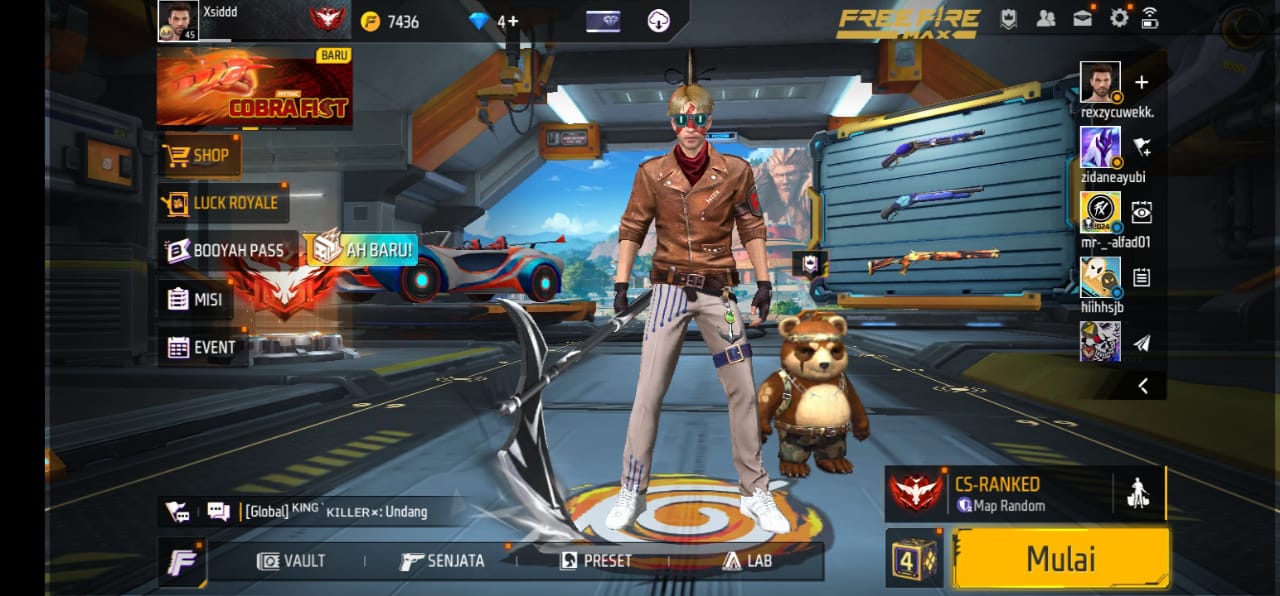 Xsiddd
45
7436
4+
FREE FIRE
MAX
BARU
MYTHIC
COBRA FIST
SHOP
LUCK ROYALE
BOOYAH PASS
AH BARU!
MISI
EVENT
rexzycuwekk.
zidaneayubi
mr-_-alfad01
hiihhsjb
[Global] KING` KILLER×: Undang
VAULT
SENJATA
PRESET
LAB
CS-RANKED
Map Random
4
Mulai